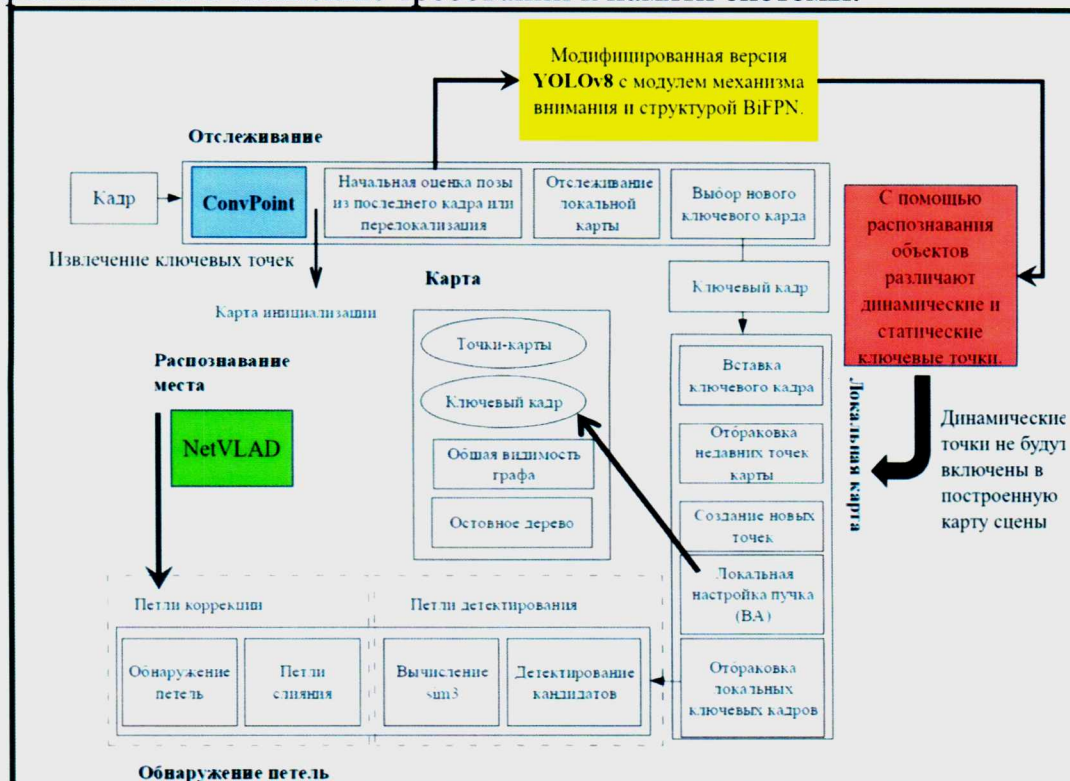 Модифицированная версия
YOLOv8 с модулем механизма
внимания и структурой BiFPN.
Отслеживание
Кадр
ConvPoint
Начальная оценка позы
из последнего кадра или
перелокализация
Отслеживание
локальной
карты
Выбор нового
ключевого карда
С помощью
распознавания
объектов
различают
динамические и
статические
ключевые точки.
Извлечение ключевых точек
Карта инициализации
Карта
Ключевый кадр
Точки-карты
Ключевый кадр
Общая видимость
графа
Остовное дерево
Распознавание
места
NetVLAD
Вставка
ключевого кадра
Отбраковка
недавних точек
карты
Создание новых
точек
Локальная
настройка пучка
(BA)
Отбраковка
локальных
ключевых кадров
Локальная карта
Динамические
точки не будут
включены в
построенную
карту сцены
Петли коррекции
Петли детектирования
Обнаружение
петель
Петли
слияния
Вычисление
sim3
Детектирование
кандидатов
Обнаружение петель